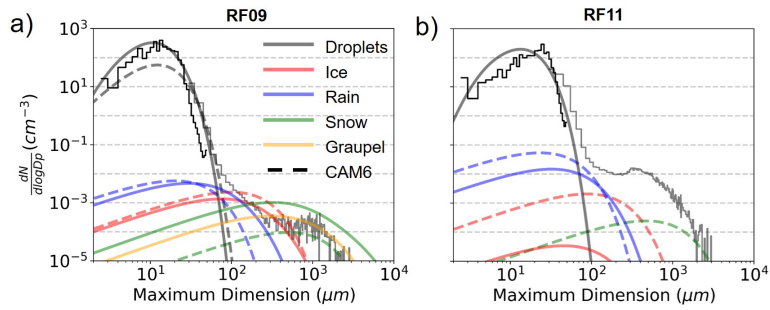 a) RF09
b) RF11
dN/dlogDp (cm⁻³)
10³
10¹
10⁻¹
10⁻³
10⁻⁵
Droplets
Ice
Rain
Snow
Graupel
CAM6
10¹ 10² 10³ 10⁴
10¹ 10² 10³ 10⁴
Maximum Dimension (μm)
Maximum Dimension (μm)